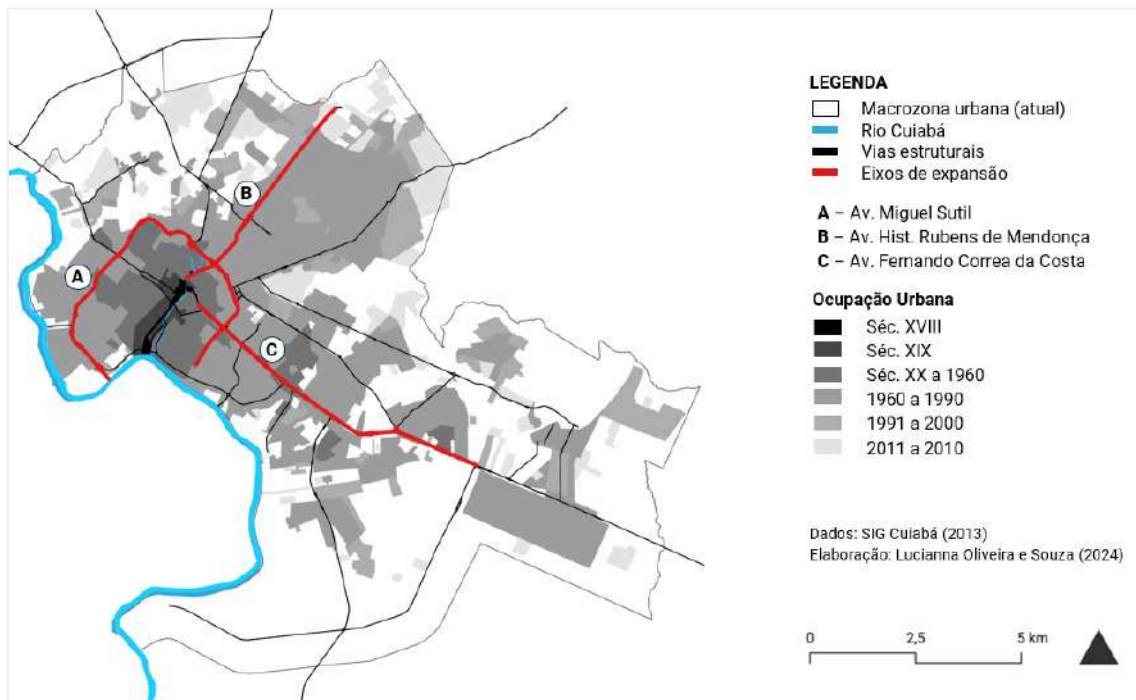 A
B
C
LEGENDA
Macrozona urbana (atual)
Rio Cuiabá
Vias estruturais
Eixos de expansão
A – Av. Miguel Sutil
B – Av. Hist. Rubens de Mendonça
C – Av. Fernando Correa da Costa
Ocupação Urbana
Séc. XVIII
Séc. XIX
Séc. XX a 1960
1960 a 1990
1991 a 2000
2011 a 2010
Dados: SIG Cuiabá (2013)
Elaboração: Lucianna Oliveira e Souza (2024)
0 2,5 5 km